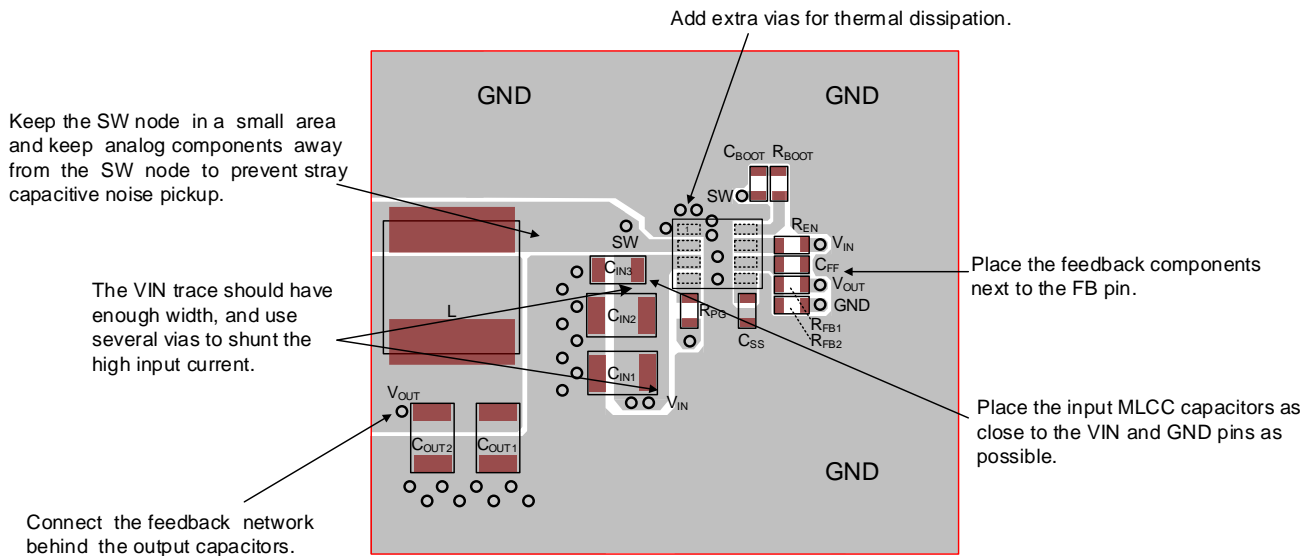 Add extra vias for thermal dissipation.
GND
GND
Keep the SW node in a small area
and keep analog components away
from the SW node to prevent stray
capacitive noise pickup.
CBOOT RBOOT
SW
1
REN
SW
VIN
CIN3
CFF
Place the feedback components
next to the FB pin.
The VIN trace should have
enough width, and use
several vias to shunt the
high input current.
VOUT
L
CIN2
RPG
GND
CSS
RFB1
RFB2
CIN1
VOUT
VIN
Place the input MLCC capacitors as
close to the VIN and GND pins as
possible.
COUT2
COUT1
GND
Connect the feedback network
behind the output capacitors.